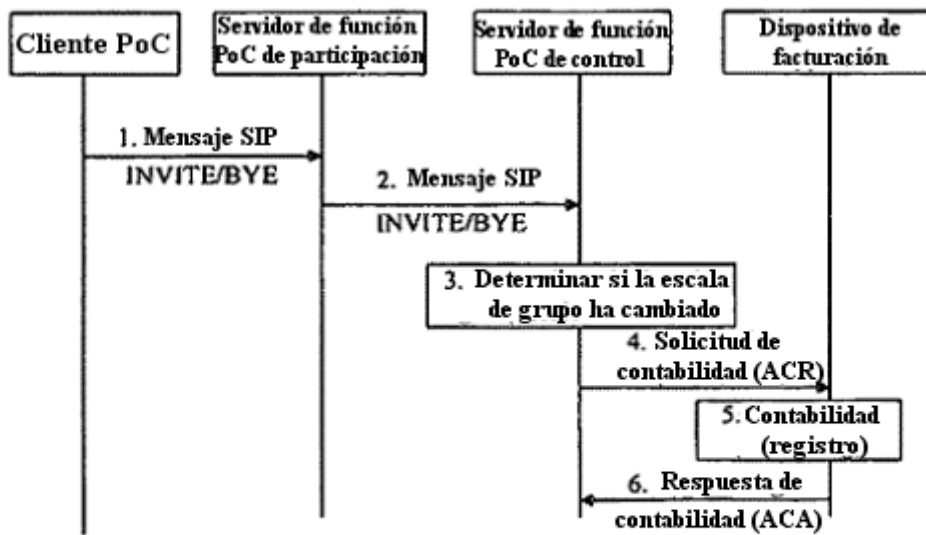 Cliente PoC
Servidor de función
PoC de participación
Servidor de función
PoC de control
Dispositivo de
facturación
1. Mensaje SIP
INVITE/BYE
2. Mensaje SIP
INVITE/BYE
3. Determinar si la escala
de grupo ha cambiado
4. Solicitud de
contabilidad (ACR)
5. Contabilidad
(registro)
6. Respuesta de
contabilidad (ACA)